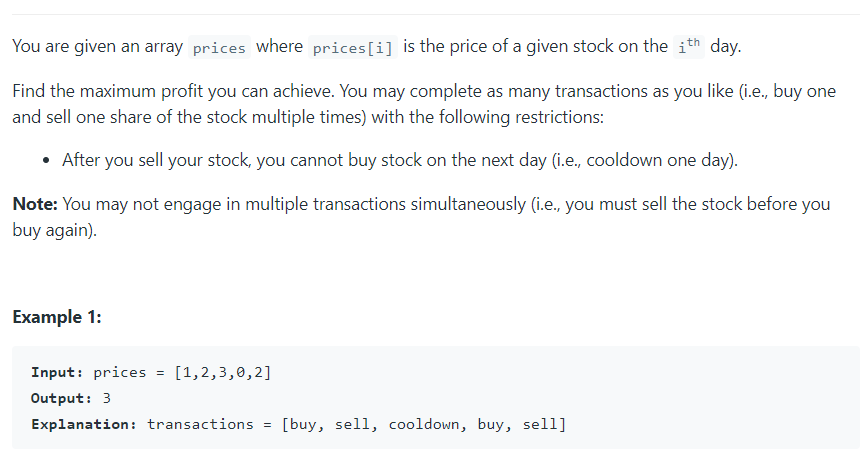 You are given an array prices where prices[i] is the price of a given stock on the ith day.
Find the maximum profit you can achieve. You may complete as many transactions as you like (i.e., buy one
and sell one share of the stock multiple times) with the following restrictions:
• After you sell your stock, you cannot buy stock on the next day (i.e., cooldown one day).
Note: You may not engage in multiple transactions simultaneously (i.e., you must sell the stock before you
buy again).
Example 1:
Input: prices = [1,2,3,0,2]
Output: 3
Explanation: transactions = [buy, sell, cooldown, buy, sell]